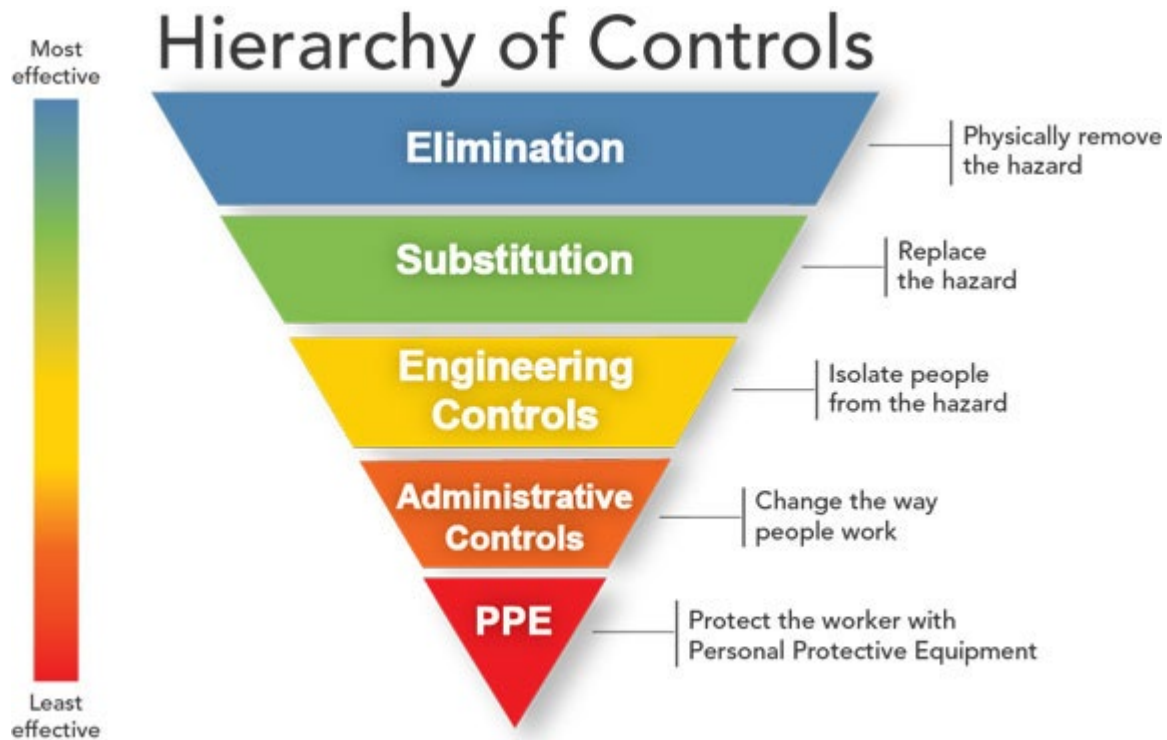 Hierarchy of Controls
Most
effective
Elimination
Physically remove
the hazard
Substitution
Replace
the hazard
Engineering
Controls
Isolate people
from the hazard
Administrative
Controls
Change the way
people work
PPE
Protect the worker with
Personal Protective Equipment
Least
effective